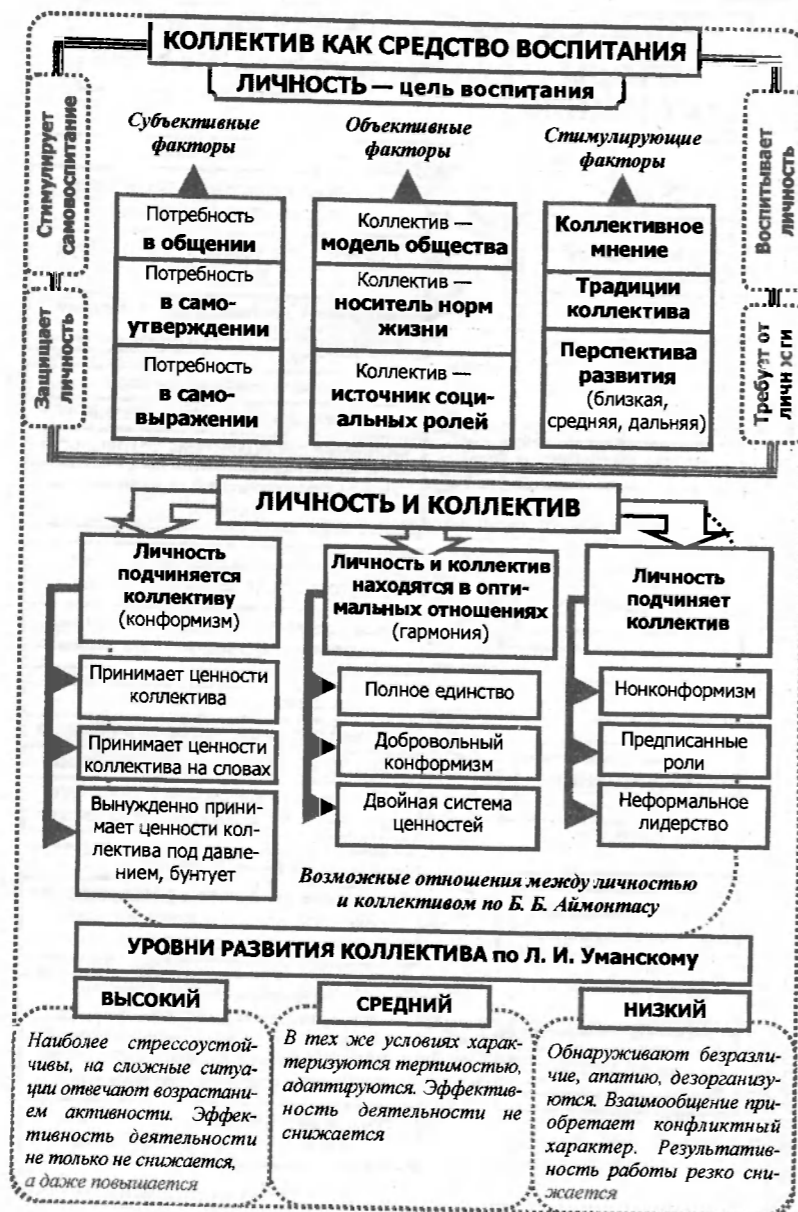 КОЛЛЕКТИВ КАК СРЕДСТВО ВОСПИТАНИЯ
ЛИЧНОСТЬ — цель воспитания
Стимулирует
самовоспитание
Защищает
личность
Субъективные
факторы
Потребность
в общении
Потребность
в само-
утверждении
Потребность
в само-
выражении
Объективные
факторы
Коллектив —
модель общества
Коллектив —
носитель норм
жизни
Коллектив —
источник соци-
альных ролей
Стимулирующие
факторы
Коллективное
мнение
Традиции
коллектива
Перспектива
развития
(близкая,
средняя, дальняя)
Воспитывает
личность
Требует от
личности
ЛИЧНОСТЬ И КОЛЛЕКТИВ
Личность
подчиняется
коллективу
(конформизм)
Принимает ценности
коллектива
Принимает ценности
коллектива на словах
Вынужденно прини-
мает ценности кол-
лектива под давле-
нием, бунтует
Личность и коллектив
находятся в опти-
мальных отношениях
(гармония)
Полное единство
Добровольный
конформизм
Двойная система
ценностей
Личность
подчиняет
коллектив
Нонконформизм
Предписанные
роли
Неформальное
лидерство
Возможные отношения между личностью
и коллективом по Б. Б. Аймонтасу
УРОВНИ РАЗВИТИЯ КОЛЛЕКТИВА по Л. И. Уманскому
ВЫСОКИЙ
Наиболее стрессоустой-
чивы, на сложные ситуа-
ции отвечают возрастани-
ем активности. Эффек-
тивность деятельности
не только не снижается,
а даже повышается
СРЕДНИЙ
В тех же условиях харак-
теризуются терпимостью,
адаптируются. Эффектив-
ность деятельности не
снижается
НИЗКИЙ
Обнаруживают безразли-
чие, апатию, дезорганизу-
ются. Взаимообщение при-
обретает конфликтный
характер. Результатив-
ность работы резко сни-
жается